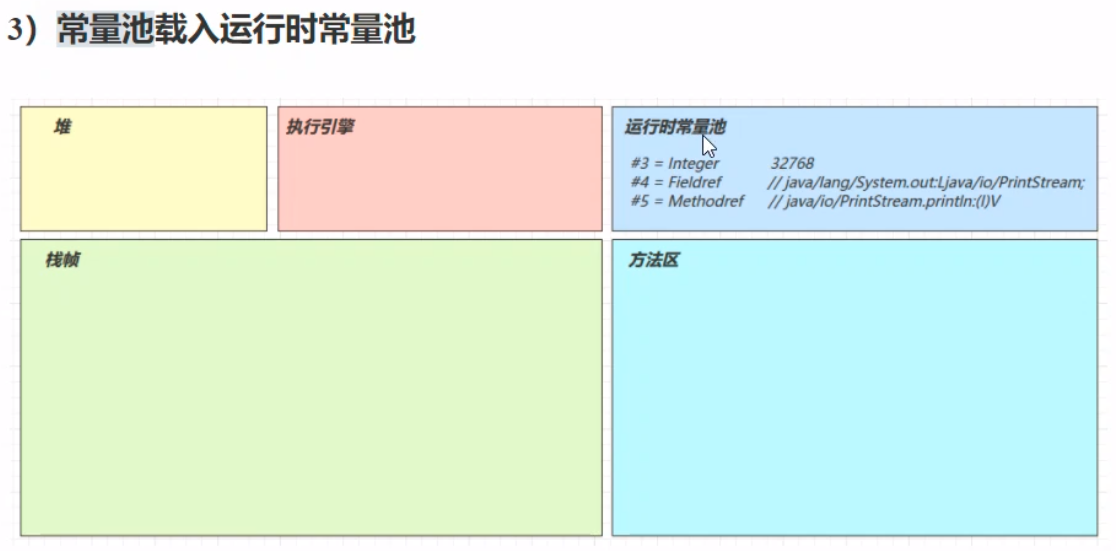 3）常量池载入运行时常量池
堆
执行引擎
运行时常量池
#3 = Integer 32768
#4 = Fieldref // java/lang/System.out:Ljava/io/PrintStream;
#5 = Methodref // java/io/PrintStream.println:(I)V
栈帧
方法区